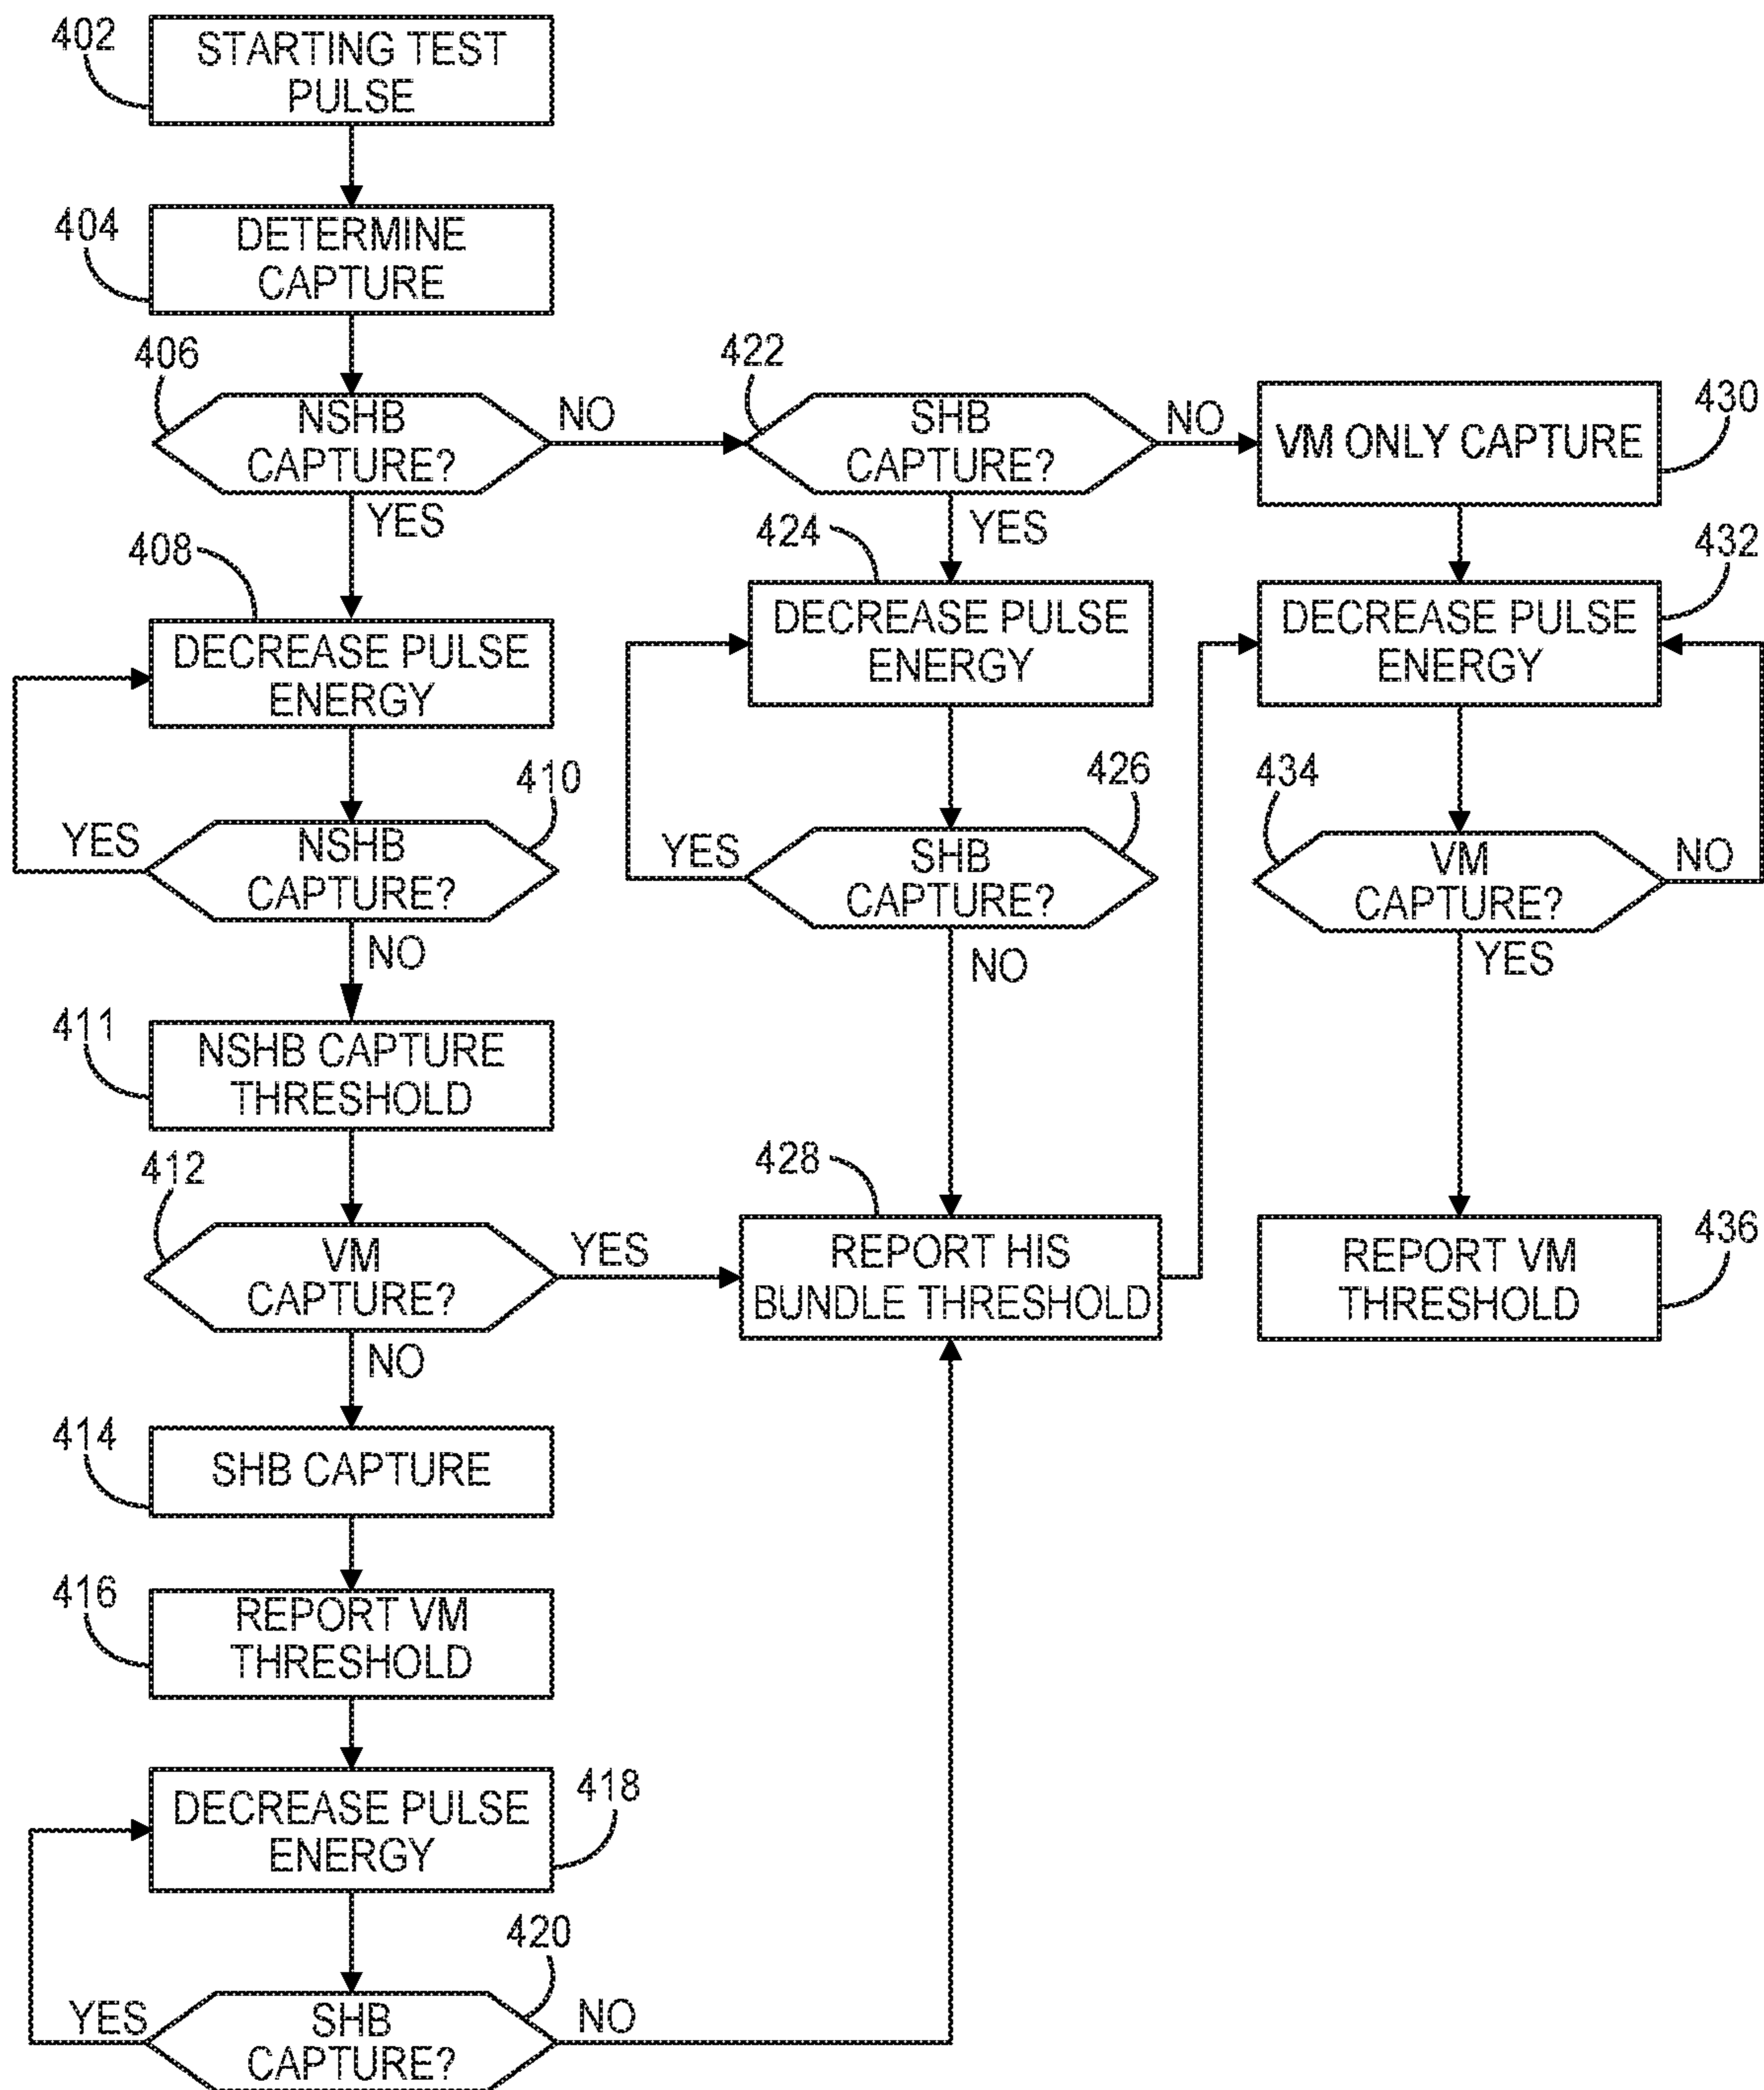 402
STARTING TEST
PULSE
404
DETERMINE
CAPTURE
406
NSHB
CAPTURE?
NO
YES
422
SHB
CAPTURE?
NO
YES
430
VM ONLY CAPTURE
408
DECREASE PULSE
ENERGY
424
DECREASE PULSE
ENERGY
432
DECREASE PULSE
ENERGY
410
NSHB
CAPTURE?
YES
NO
426
SHB
CAPTURE?
YES
NO
434
VM
CAPTURE?
NO
YES
411
NSHB CAPTURE
THRESHOLD
412
VM
CAPTURE?
YES
NO
428
REPORT HIS
BUNDLE THRESHOLD
436
REPORT VM
THRESHOLD
414
SHB CAPTURE
416
REPORT VM
THRESHOLD
418
DECREASE PULSE
ENERGY
420
SHB
CAPTURE?
YES
NO